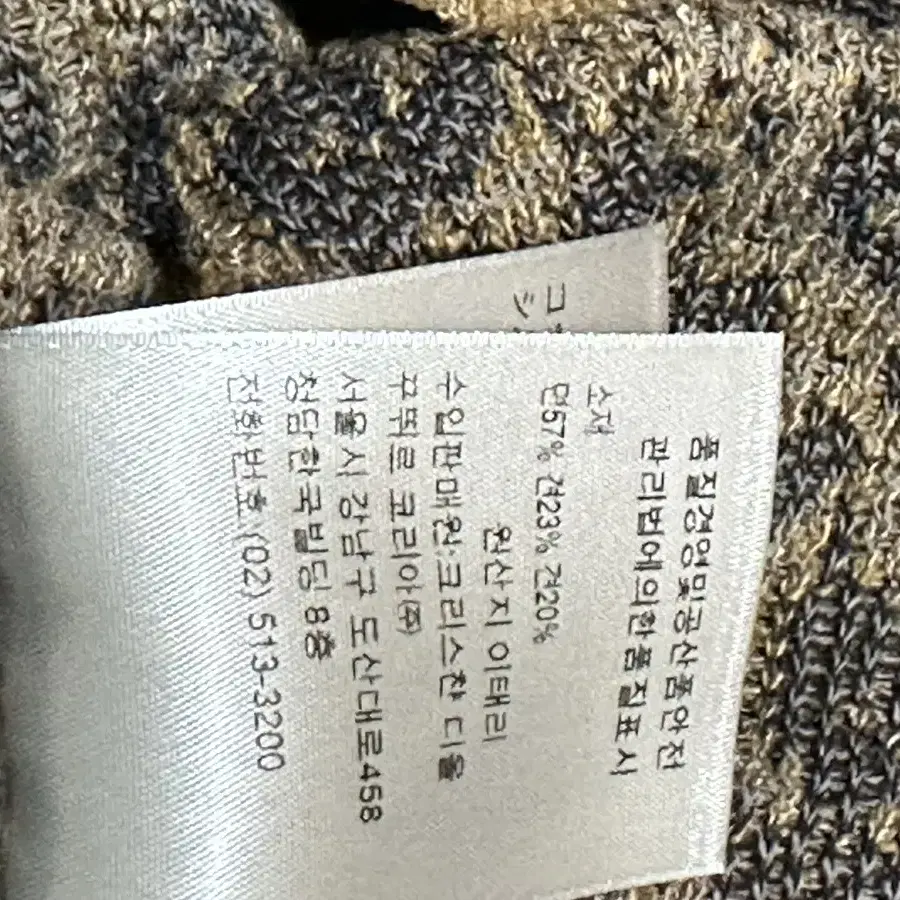 품질경영및공산품안전
관리법에의한품질표시
소재
면57% 견23% 견20%
원산지 이태리
수입판매원:크리스챤 디올
꾸뛰르 코리아(주)
서울시 강남구 도산대로458
청담한국빌딩 8층
전화번호 (02) 513-3200